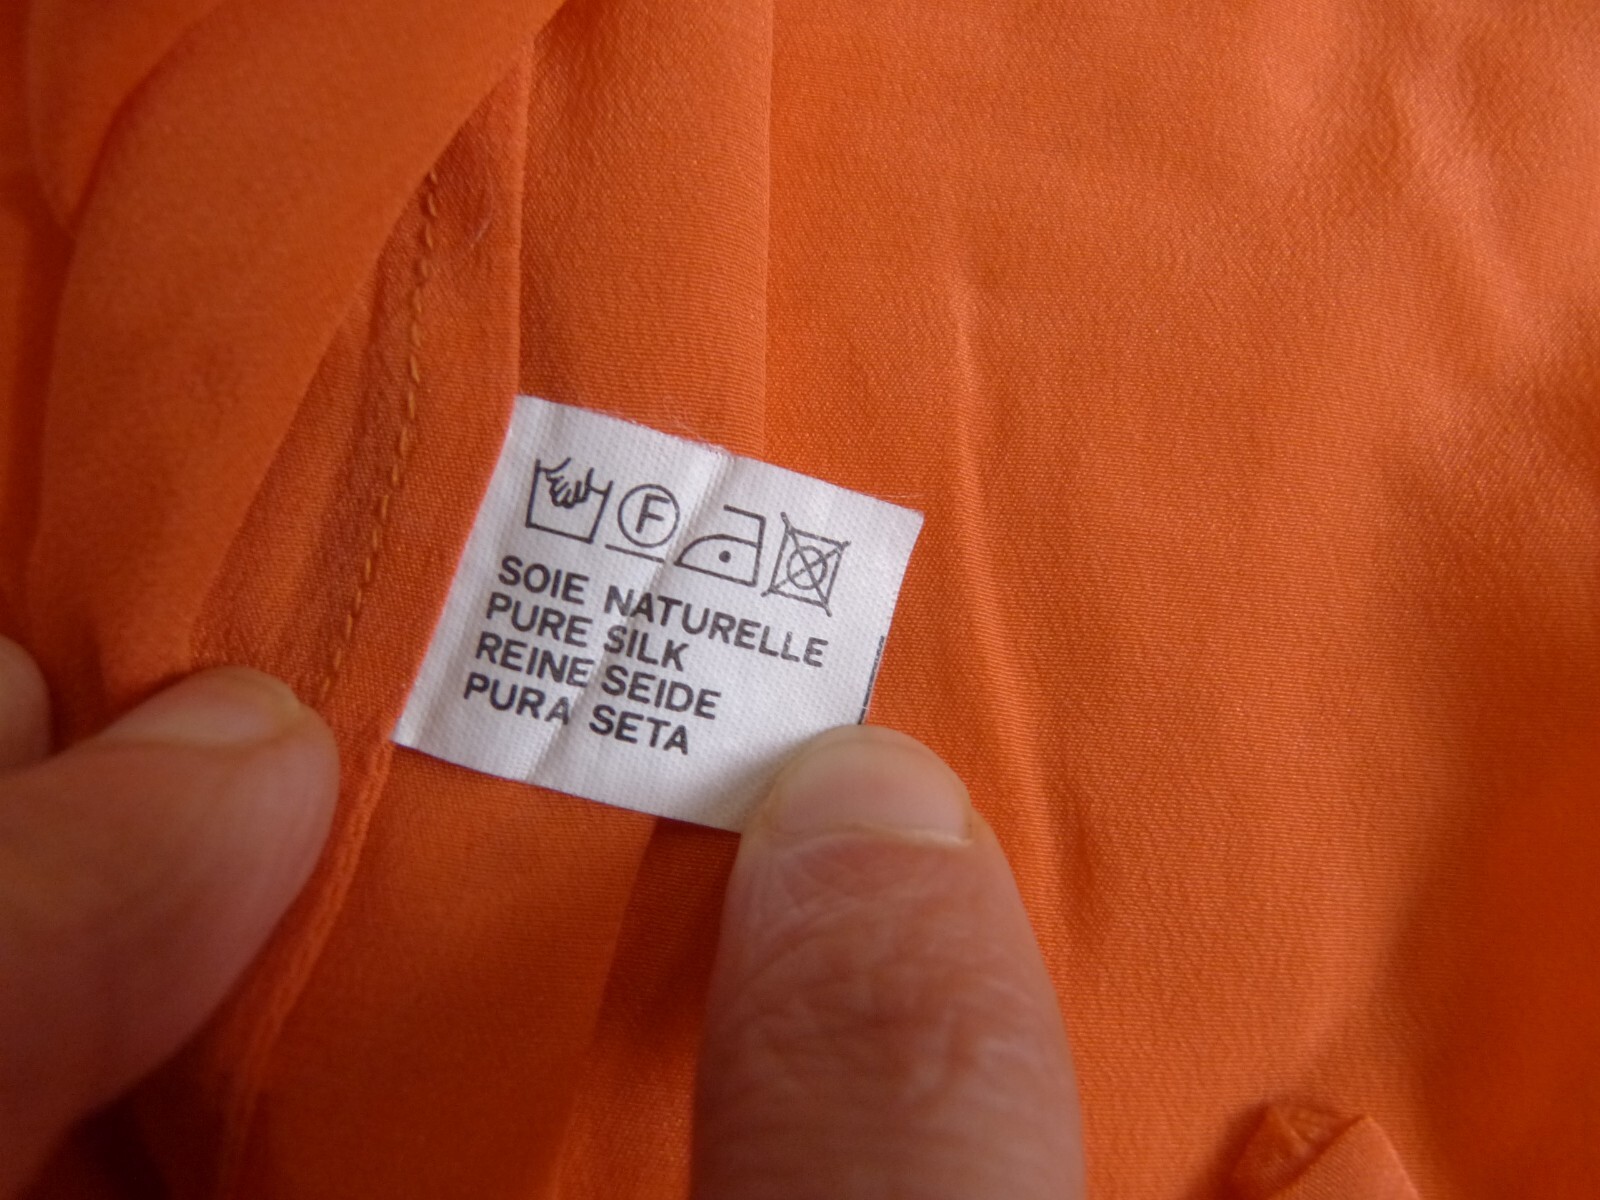 F
SOIE NATURELLE
PURE SILK
REINE SEIDE
PURA SETA